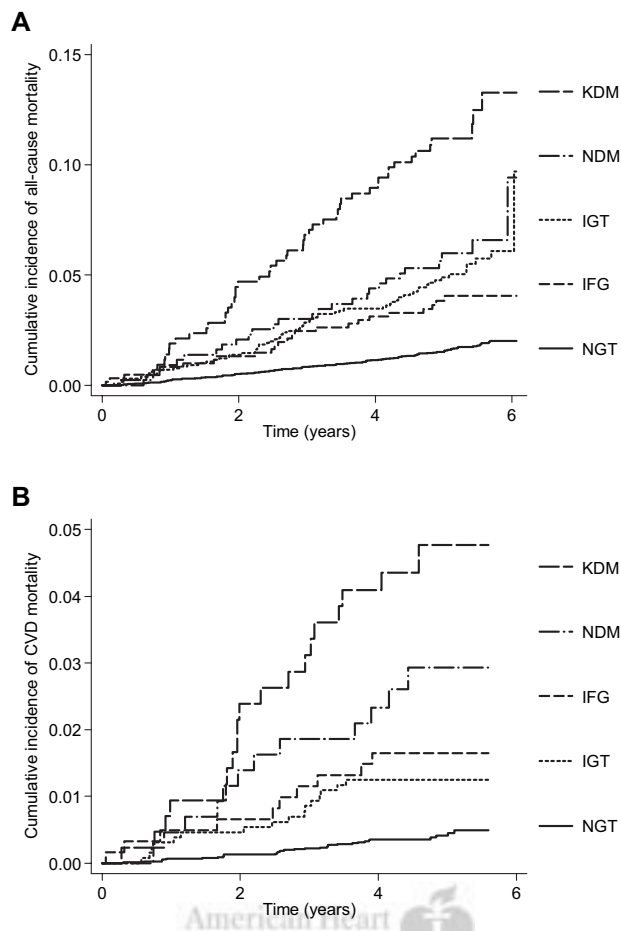 A
0.15
0.10
0.05
0.00
Cumulative incidence of all-cause mortality
0
2
4
6
Time (years)
KDM
NDM
IGT
IFG
NGT
B
0.05
0.04
0.03
0.02
0.01
0.00
Cumulative incidence of CVD mortality
0
2
4
6
Time (years)
KDM
NDM
IFG
IGT
NGT
American Heart